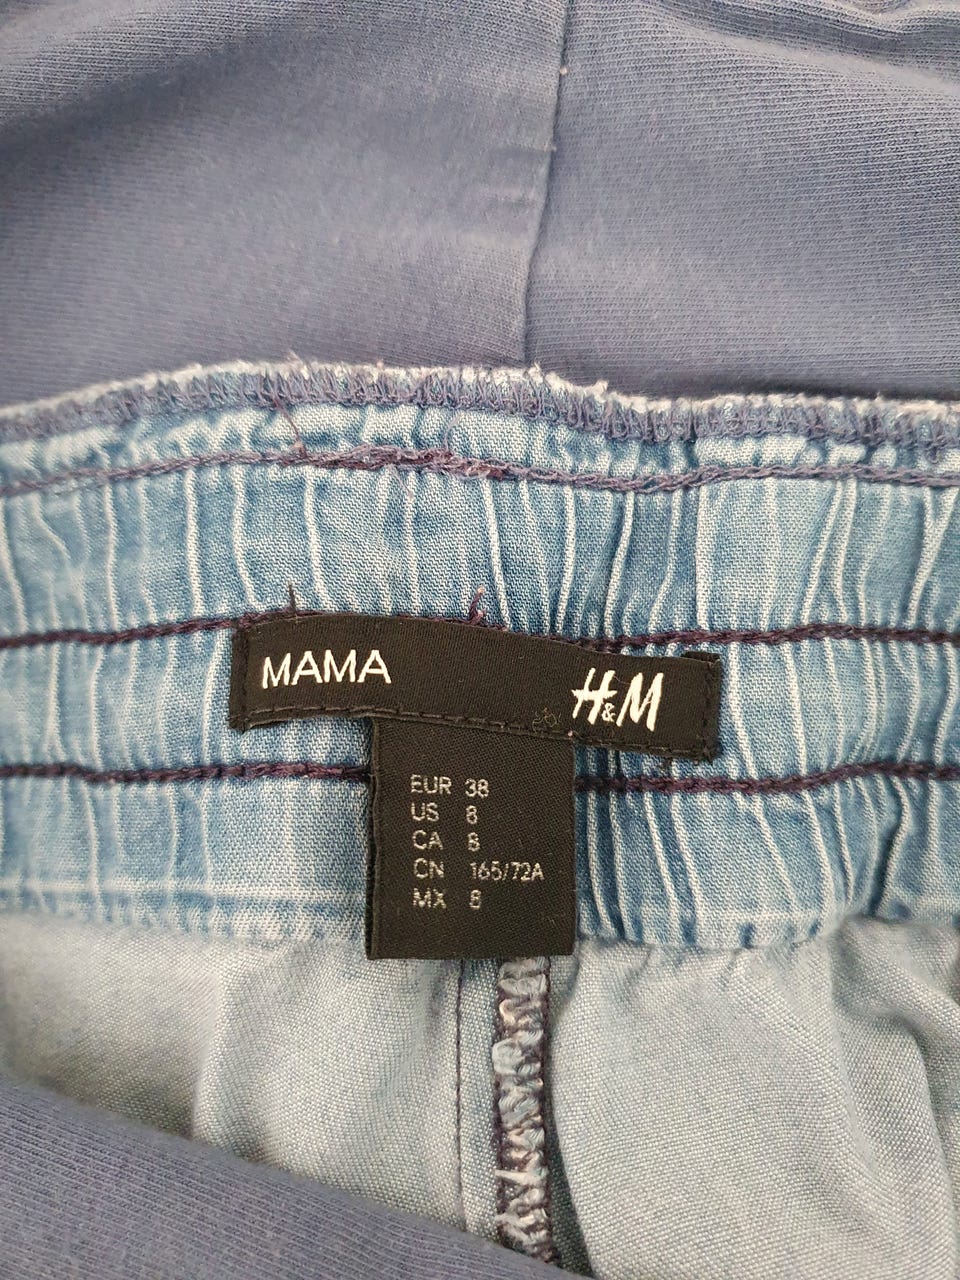 MAMA H&M
EUR 38
US 8
CA 8
CN 165/72A
MX 8